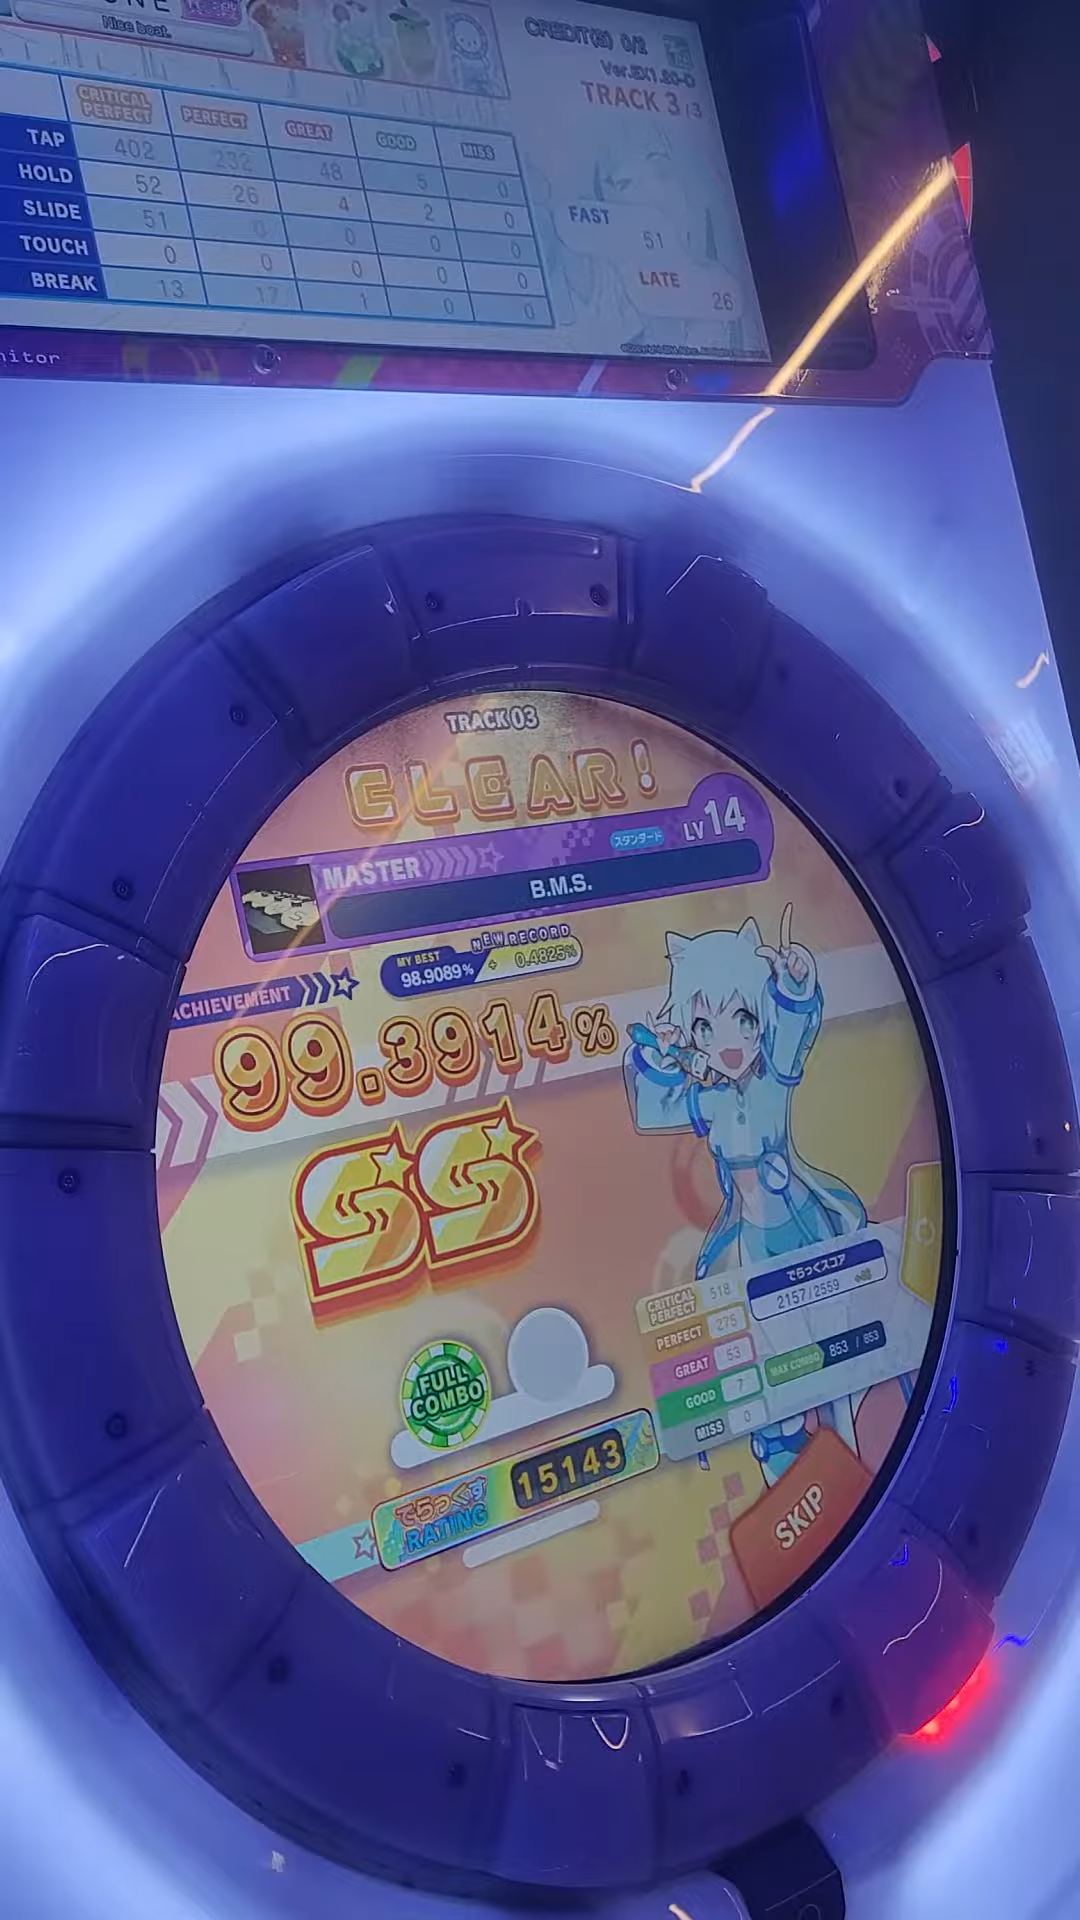 Nice boat.
CREDIT(S) 0/2
Ver.EX1.20-D
TRACK 3 /3
CRITICAL PERFECT PERFECT GREAT GOOD MISS
TAP 402 232 48 5 0
HOLD 52 26 4 2 0
SLIDE 51 0 0 0 0
TOUCH 0 0 0 0 0
BREAK 13 17 1 0 0
FAST
51
LATE
26
nitor
TRACK 03
CLEAR!
MASTER
スタンダード
LV 14
B.M.S.
ACHIEVEMENT
MY BEST
98.9089%
NEW RECORD
+ 0.4825%
99.3914%
SS
FULL
COMBO
CRITICAL
PERFECT 518
PERFECT 275
GREAT 53
GOOD 7
MISS 0
でらっくスコア
2157/2559
MAX COMBO 853 / 853
でらっくす
RATING
15143
SKIP